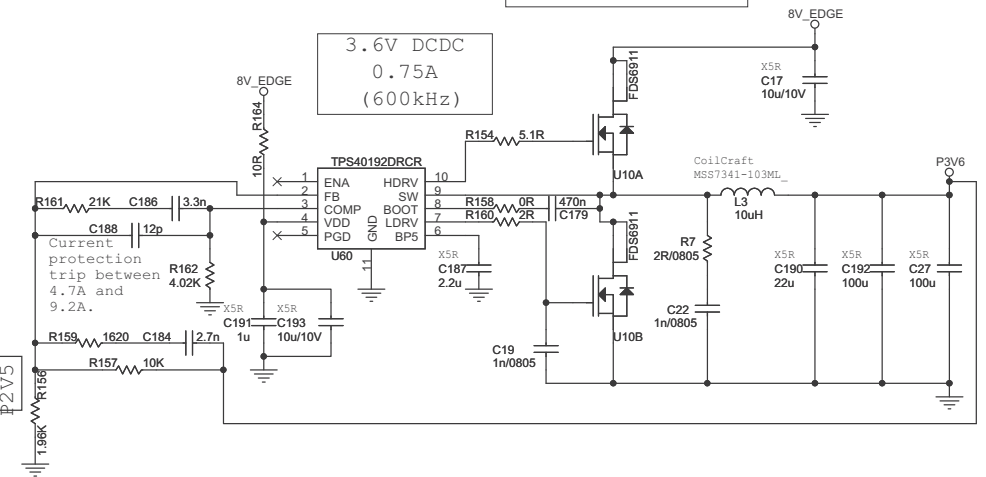 8V_EDGE
3.6V DCDC
0.75A
(600kHz)
8V_EDGE
X5R
C17
10u/10V
FDS6911
U10A
R164
10R
R154
5.1R
TPS40192DRCR
1
ENA
2
FB
3
COMP
4
VDD
5
PGD
GND
11
10
HDRV
9
SW
8
BOOT
7
LDRV
6
BP5
U60
CoilCraft
MSS7341-103ML_
L3
10uH
P3V6
R161
21K
C186
3.3n
C188
12p
Current
protection
trip between
4.7A and
9.2A.
R162
4.02K
R158
0R
470n
C179
R160
2R
FDS6911
U10B
X5R
C187
2.2u
R7
2R/0805
C22
1n/0805
X5R
C190
22u
X5R
C192
100u
X5R
C27
100u
X5R
C191
1u
X5R
C193
10u/10V
C19
1n/0805
R159
1620
C184
2.7n
R157
10K
P2V5
R156
1.96K